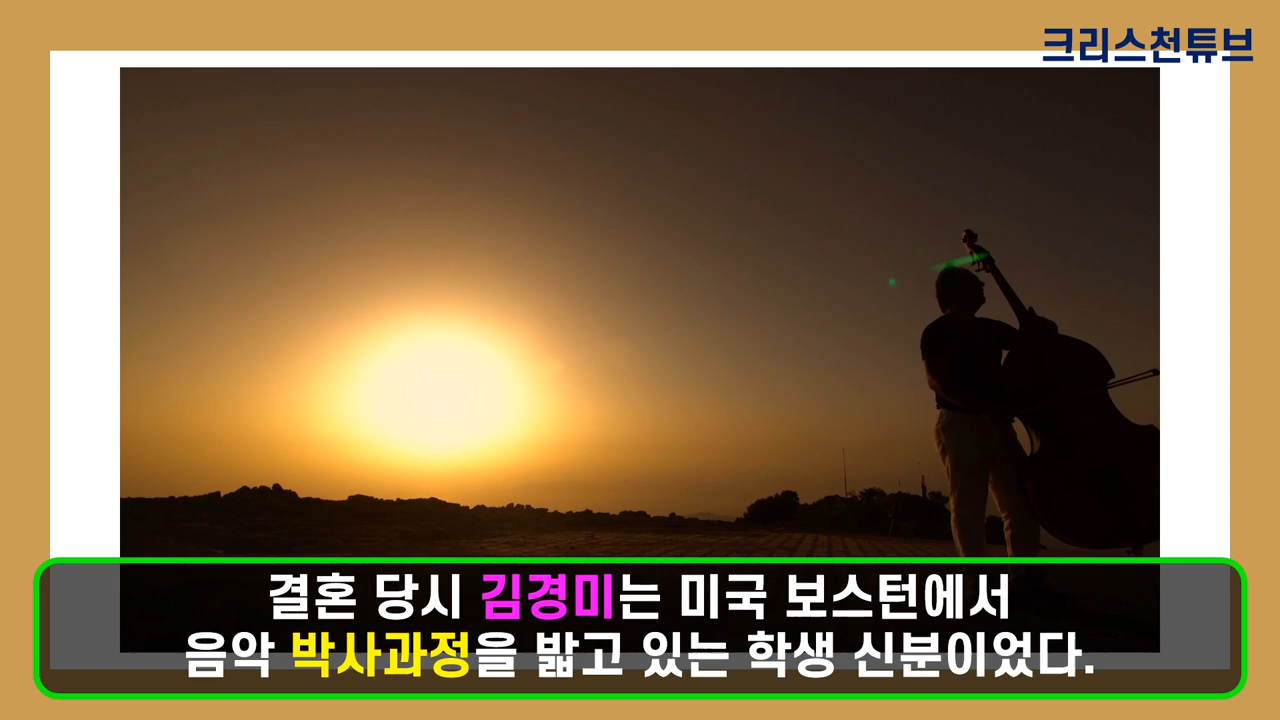 크리스천튜브
결혼 당시 김경미는 미국 보스턴에서
음악 박사과정을 밟고 있는 학생 신분이었다.